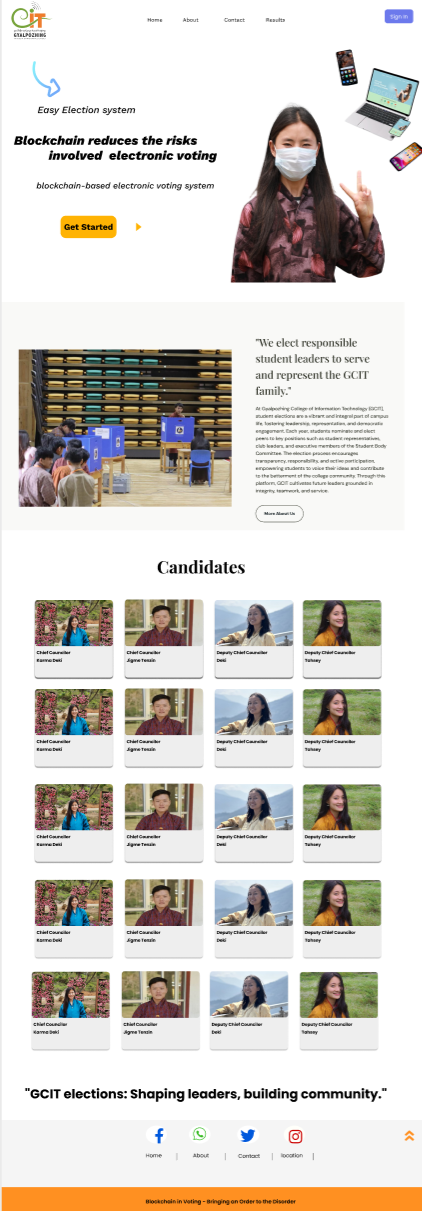 GCIT
GYALPOZHING
Home About Contact Results
Sign In
Easy Election system
Blockchain reduces the risks
involved electronic voting
blockchain-based electronic voting system
Get Started
"We elect responsible
student leaders to serve
and represent the GCIT
family."
At Gyalpozhing College of Information Technology (GCIT),
student elections are a vibrant and integral part of campus
life, fostering leadership, representation, and democratic
engagement. Each year, students nominate and elect
peers to key positions such as student representatives,
club leaders, and executive members of the Student Body
Committee. The election process encourages
transparency, responsibility, and active participation,
empowering students to voice their ideas and contribute
to the betterment of the college community. Through this
platform, GCIT cultivates future leaders grounded in
integrity, teamwork, and service.
More About Us
Candidates
Chief Councilor Chief Councilor Deputy Chief Councilor Deputy Chief Councilor
Karma Deki Jigme Tenzin Deki Tshsey
Chief Councilor Chief Councilor Deputy Chief Councilor Deputy Chief Councilor
Karma Deki Jigme Tenzin Deki Tshsey
Chief Councilor Chief Councilor Deputy Chief Councilor Deputy Chief Councilor
Karma Deki Jigme Tenzin Deki Tshsey
Chief Councilor Chief Councilor Deputy Chief Councilor Deputy Chief Councilor
Karma Deki Jigme Tenzin Deki Tshsey
Chief Councilor Chief Councilor Deputy Chief Councilor Deputy Chief Councilor
Karma Deki Jigme Tenzin Deki Tshsey
"GCIT elections: Shaping leaders, building community."
Home | About | Contact | location |
Blockchain in Voting - Bringing an Order to the Disorder